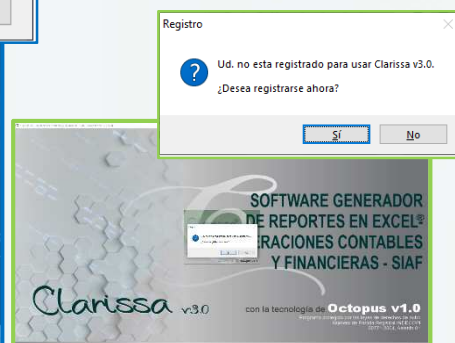 Registro
Ud. no esta registrado para usar Clarissa v3.0.
¿Desea registrarse ahora?
Sí
No
SOFTWARE GENERADOR
DE REPORTES EN EXCEL®
ERACIONES CONTABLES
Y FINANCIERAS - SIAF
Clarissa v3.0
con la tecnología de Octopus v1.0